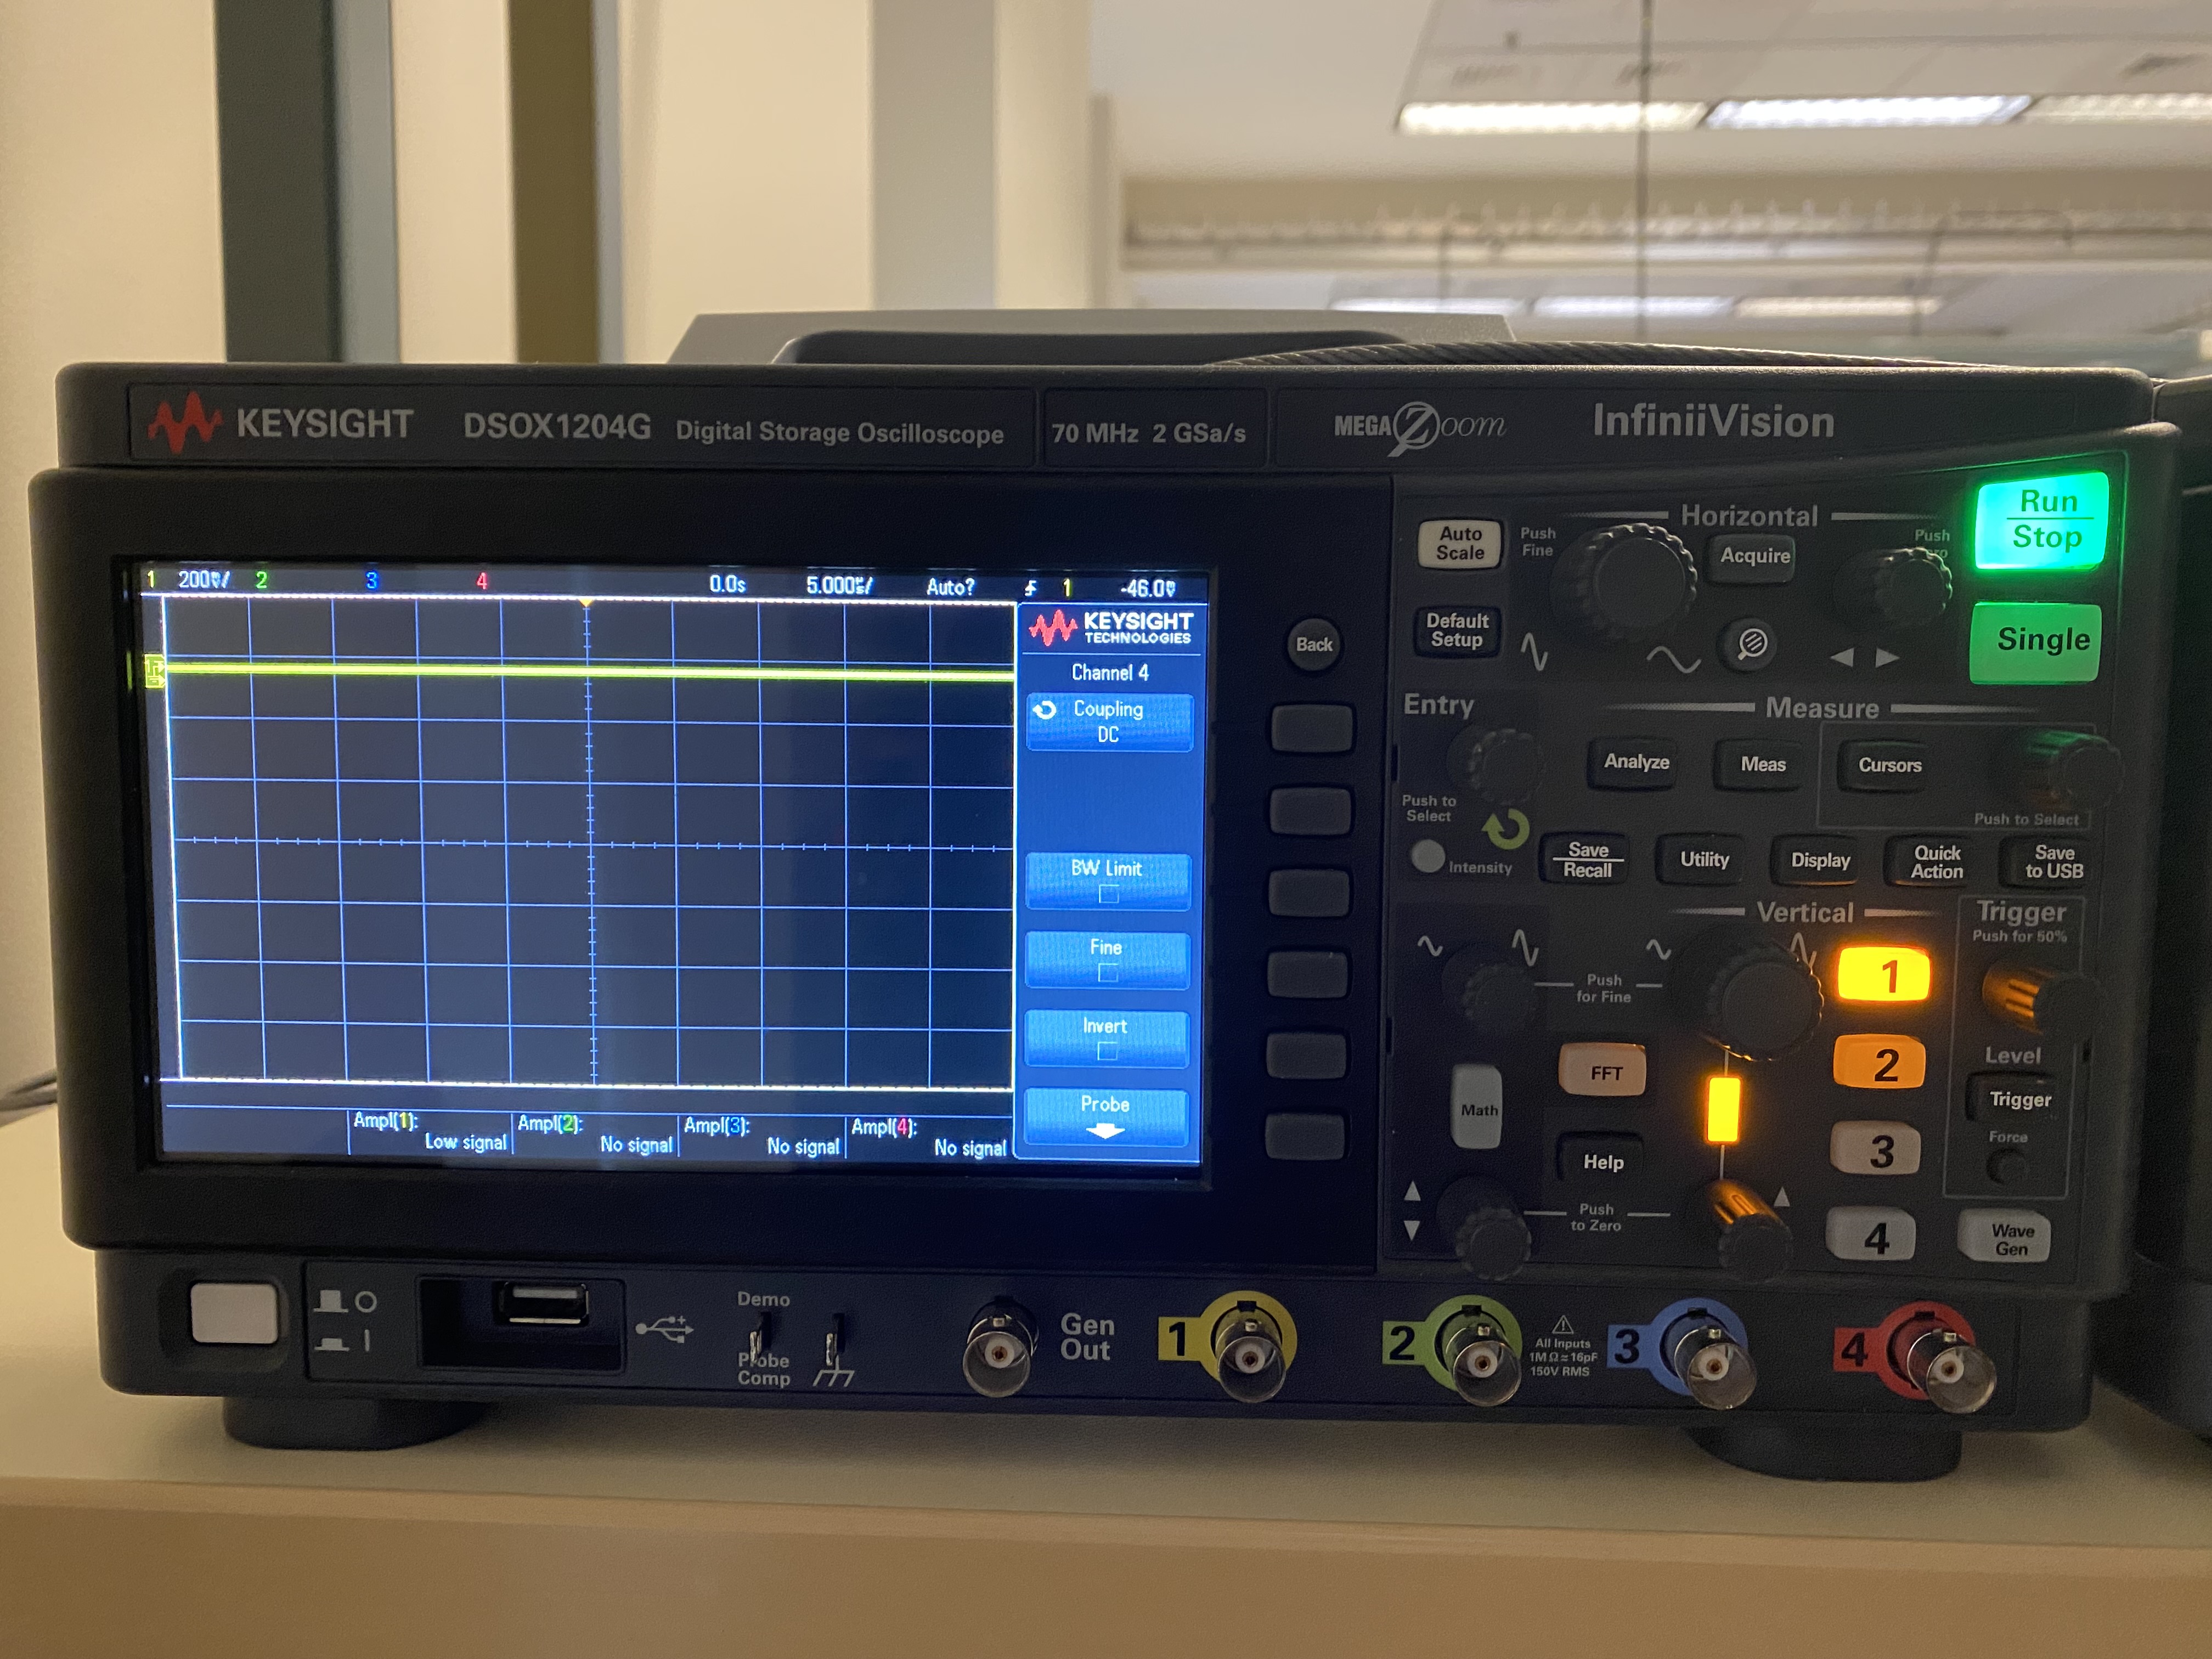 KEYSIGHT DSOX1204G Digital Storage Oscilloscope 70 MHz 2 GSa/s MEGA Zoom InfiniiVision
1 200mV/ 2 3 4 0.0s 5.000 Auto? 1 -46.0
KEYSIGHT
TECHNOLOGIES
Channel 4
Coupling
DC
BW Limit
Fine
Invert
Probe
Ampl(1):
Low signal
Ampl(2):
No signal
Ampl(3):
No signal
Ampl(4):
No signal
Back
Auto
Scale
Push
Fine
Horizontal
Acquire
Push
Run
Stop
Default
Setup
Single
Entry
Measure
Analyze
Meas
Cursors
Push to
Select
Push to Select
Intensity
Save
Recall
Utility
Display
Quick
Action
Save
to USB
Vertical
Trigger
Push for 50%
Push
for Fine
1
2
3
4
Level
Trigger
Force
Math
FFT
Help
Push
to Zero
Wave
Gen
Demo
Probe
Comp
Gen
Out
1
2
All Inputs
1MΩ≃16pF
150V RMS
3
4